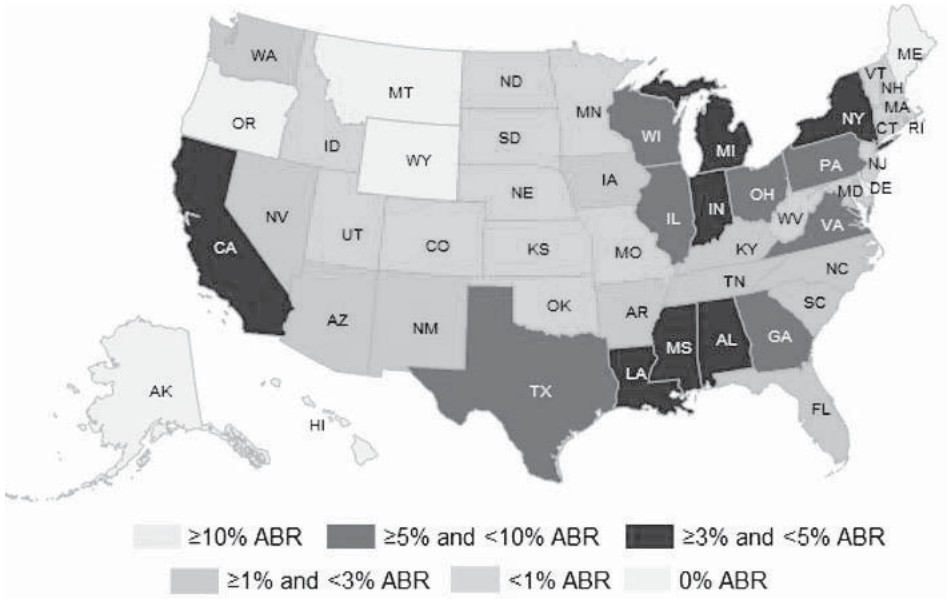 WA
ME
MT
ND
VT
NH
MN
OR
MA
NY
ID
SD
WI
CT RI
MI
WY
PA
IA
NJ
NE
OH
MD DE
NV
IL
IN
WV
UT
VA
CO
CA
KS
MO
KY
NC
TN
OK
AR
SC
AZ
NM
MS
AL
GA
LA
TX
AK
FL
HI
≥10% ABR ≥5% and <10% ABR ≥3% and <5% ABR
≥1% and <3% ABR <1% ABR 0% ABR